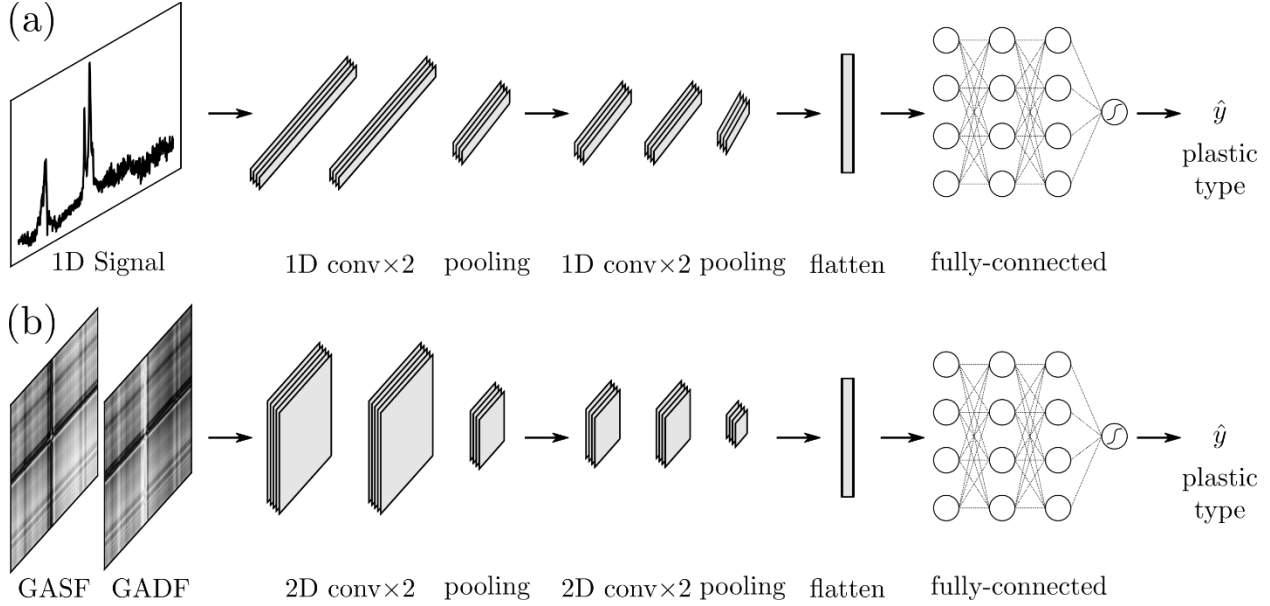 (a)
1D Signal
1D conv×2
pooling
1D conv×2
pooling
flatten
fully-connected
ŷ
plastic
type
(b)
GASF
GADF
2D conv×2
pooling
2D conv×2
pooling
flatten
fully-connected
ŷ
plastic
type